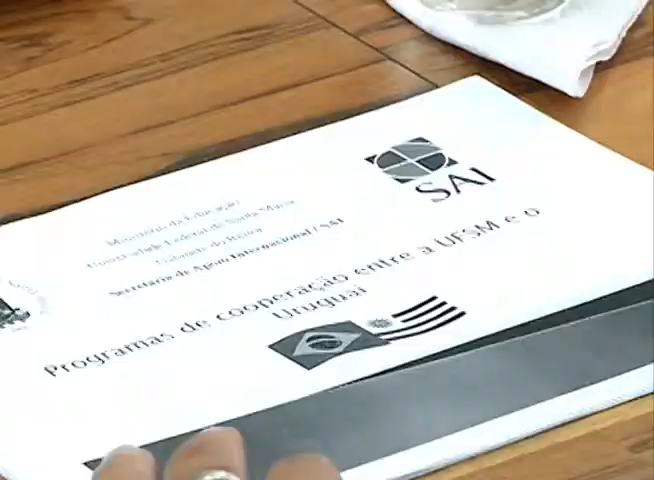 SAI
Ministério da Educação
Universidade Federal de Santa Maria
Gabinete do Reitor
Secretaria de Apoio Internacional / SAI
Programas de cooperação entre a UFSM e o
Uruguai